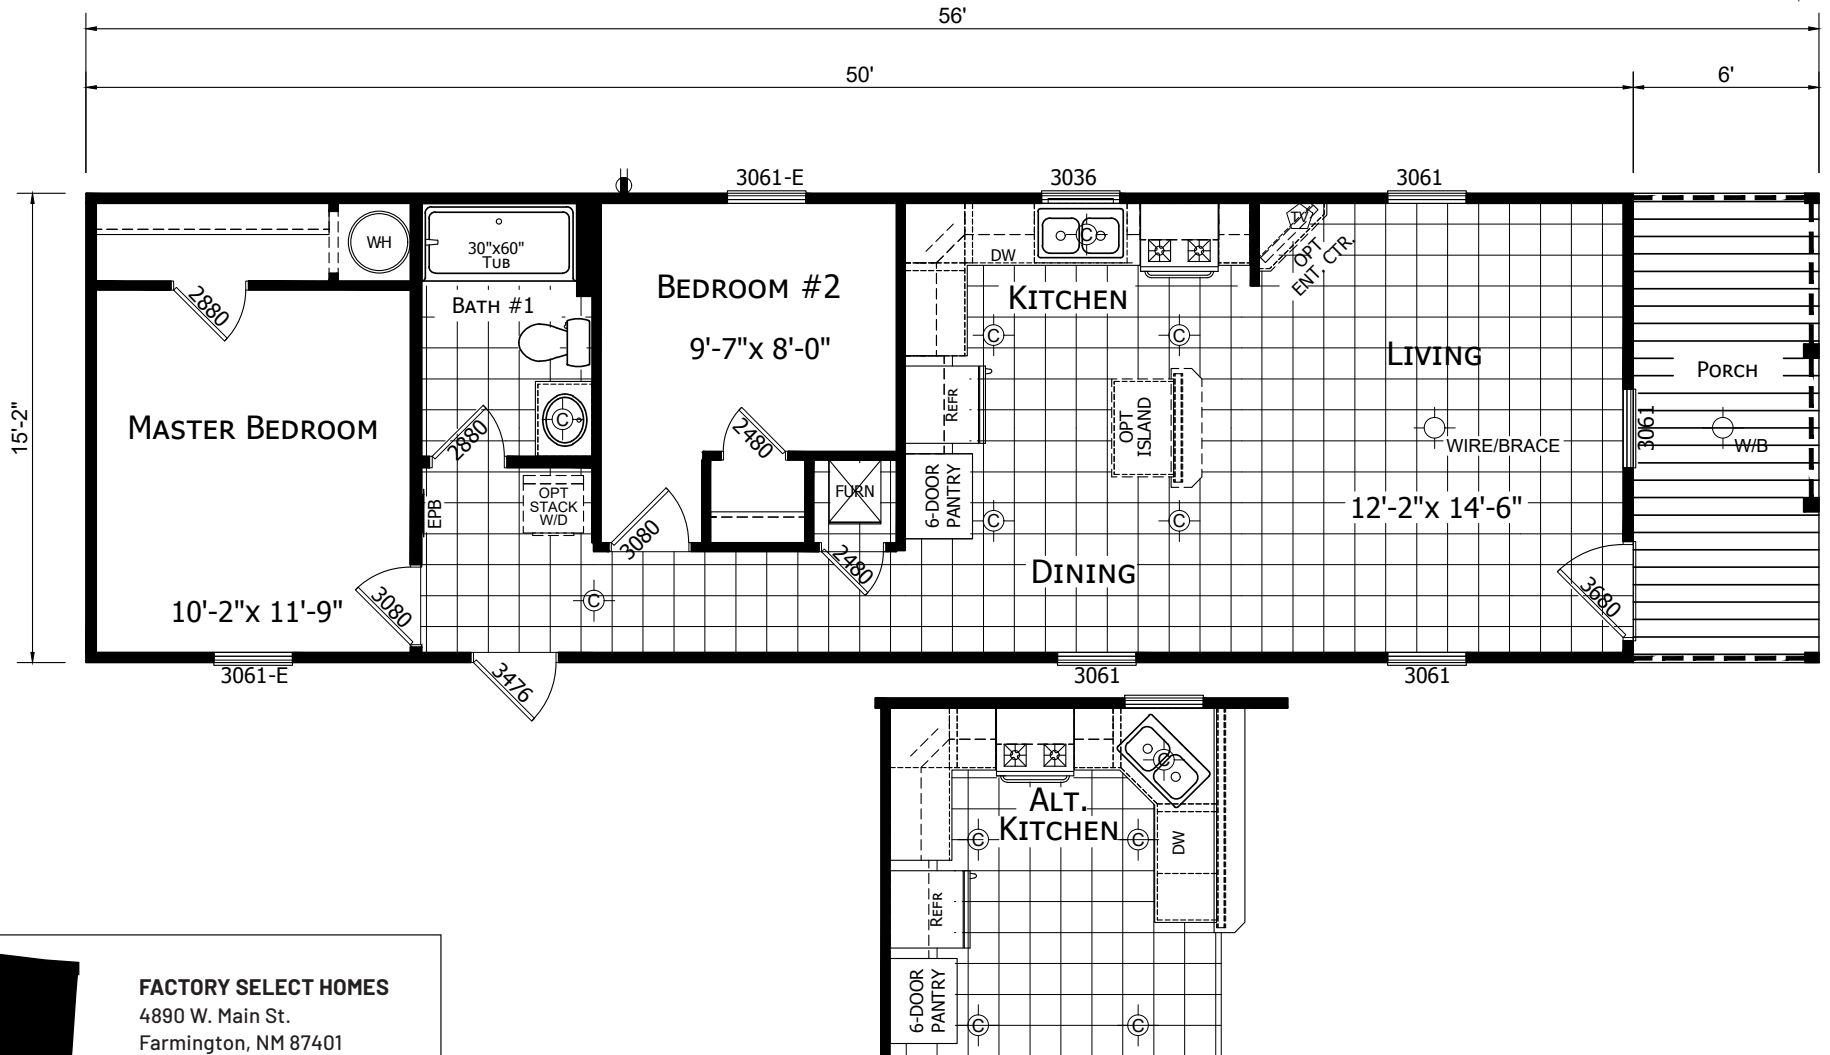 56'
50'
6'
15'-2"
3061-E
3036
3061
WH
30"x60"
TUB
DW
C
TV
OPT
ENT. CTR.
2880
BATH #1
BEDROOM #2
9'-7"x 8'-0"
KITCHEN
C
C
LIVING
PORCH
MASTER BEDROOM
C
2880
2480
REFR
OPT
ISLAND
WIRE/BRACE
3061
W/B
EPB
OPT
STACK
W/D
FURN
6-DOOR
PANTRY
C
C
12'-2"x 14'-6"
3080
2480
DINING
10'-2"x 11'-9"
3080
C
3680
3061-E
3476
3061
3061
C
ALT.
KITCHEN
C
C
DW
REFR
6-DOOR
PANTRY
C
C
FACTORY SELECT HOMES
4890 W. Main St.
Farmington, NM 87401